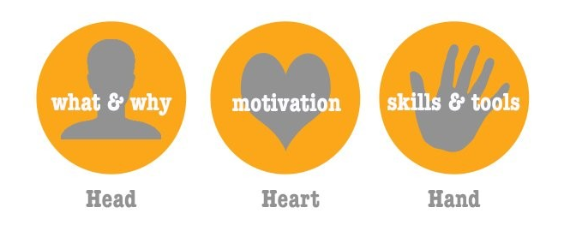 what & why
motivation
skills & tools
Head
Heart
Hand